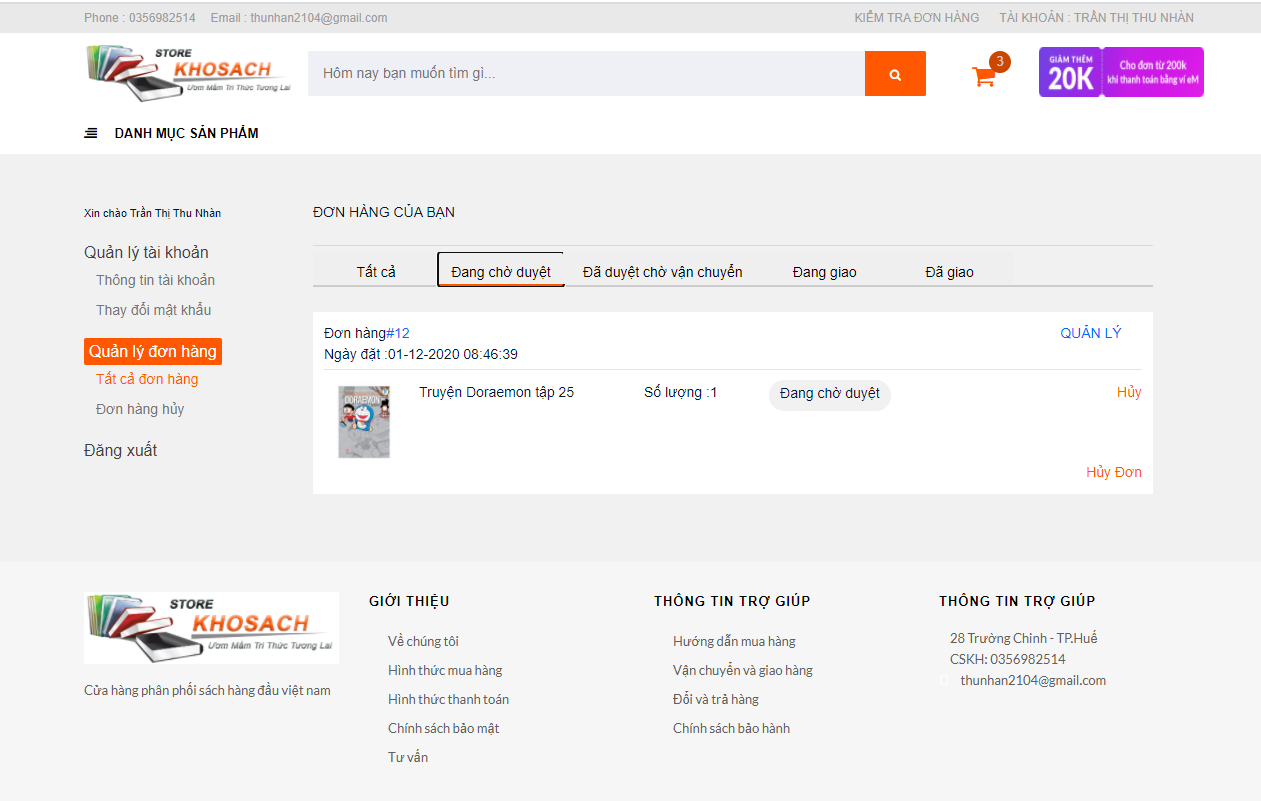 Phone : 0356982514 Email : thunhan2104@gmail.com KIỂM TRA ĐƠN HÀNG TÀI KHOẢN : TRẦN THỊ THU NHÀN
STORE
KHOSACH
Ươm Mầm Tri Thức Tương Lai
Hôm nay bạn muốn tìm gì...
3
GIẢM THÊM
20K
Cho đơn từ 200k
khi thanh toán bằng ví eM
DANH MỤC SẢN PHẨM
Xin chào Trần Thị Thu Nhàn
Quản lý tài khoản
Thông tin tài khoản
Thay đổi mật khẩu
Quản lý đơn hàng
Tất cả đơn hàng
Đơn hàng hủy
Đăng xuất
ĐƠN HÀNG CỦA BẠN
Tất cả Đang chờ duyệt Đã duyệt chờ vận chuyển Đang giao Đã giao
Đơn hàng#12 QUẢN LÝ
Ngày đặt :01-12-2020 08:46:39
DORAEMON
Truyện Doraemon tập 25 Số lượng :1 Đang chờ duyệt Hủy
Hủy Đơn
STORE
KHOSACH
Ươm Mầm Tri Thức Tương Lai
Cửa hàng phân phối sách hàng đầu việt nam
GIỚI THIỆU
Về chúng tôi
Hình thức mua hàng
Hình thức thanh toán
Chính sách bảo mật
Tư vấn
THÔNG TIN TRỢ GIÚP
Hướng dẫn mua hàng
Vận chuyển và giao hàng
Đổi và trả hàng
Chính sách bảo hành
THÔNG TIN TRỢ GIÚP
28 Trường Chinh - TP.Huế
CSKH: 0356982514
thunhan2104@gmail.com